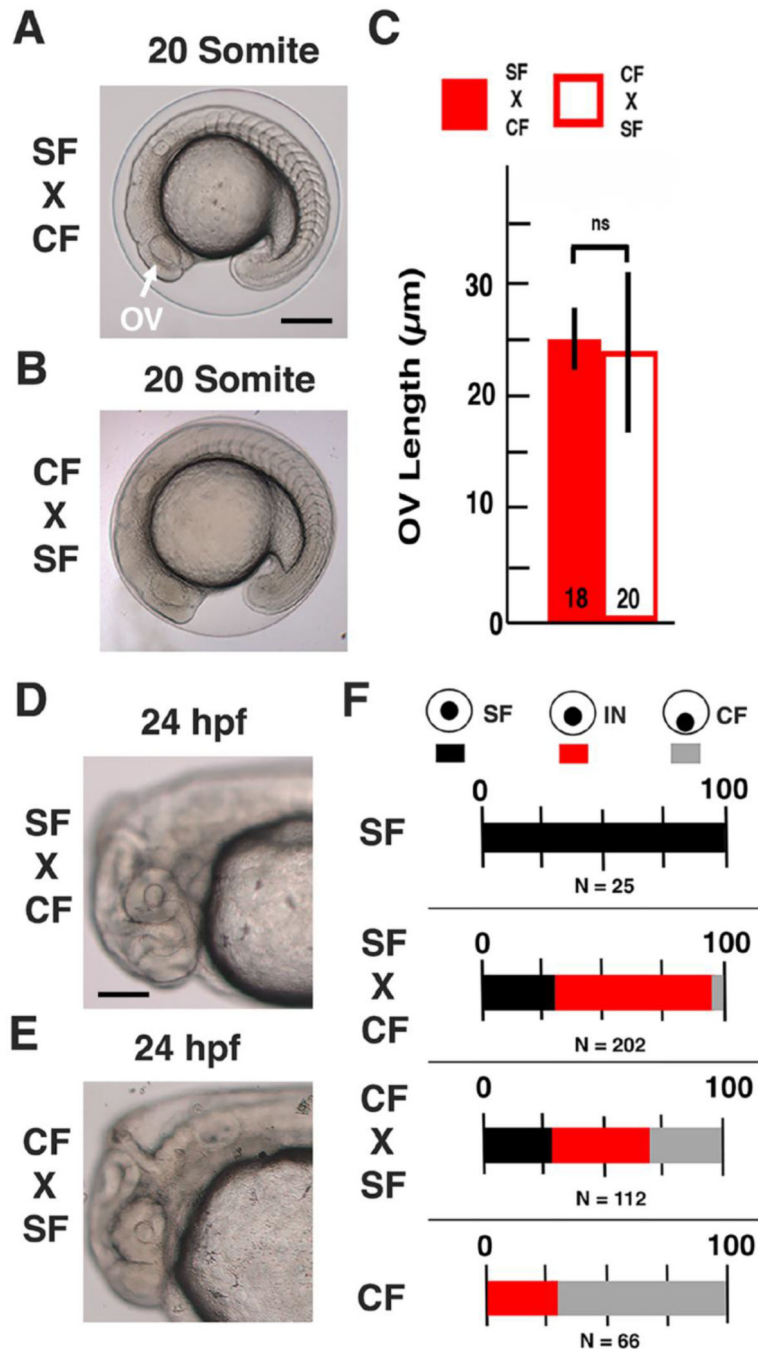 A
20 Somite
SF
X
CF
OV
B
20 Somite
CF
X
SF
C
SF
X
CF
CF
X
SF
OV Length (µm)
30
20
10
0
ns
18
20
D
24 hpf
SF
X
CF
E
24 hpf
CF
X
SF
F
SF
IN
CF
SF
0
100
N = 25
SF
X
CF
0
100
N = 202
CF
X
SF
0
100
N = 112
CF
0
100
N = 66